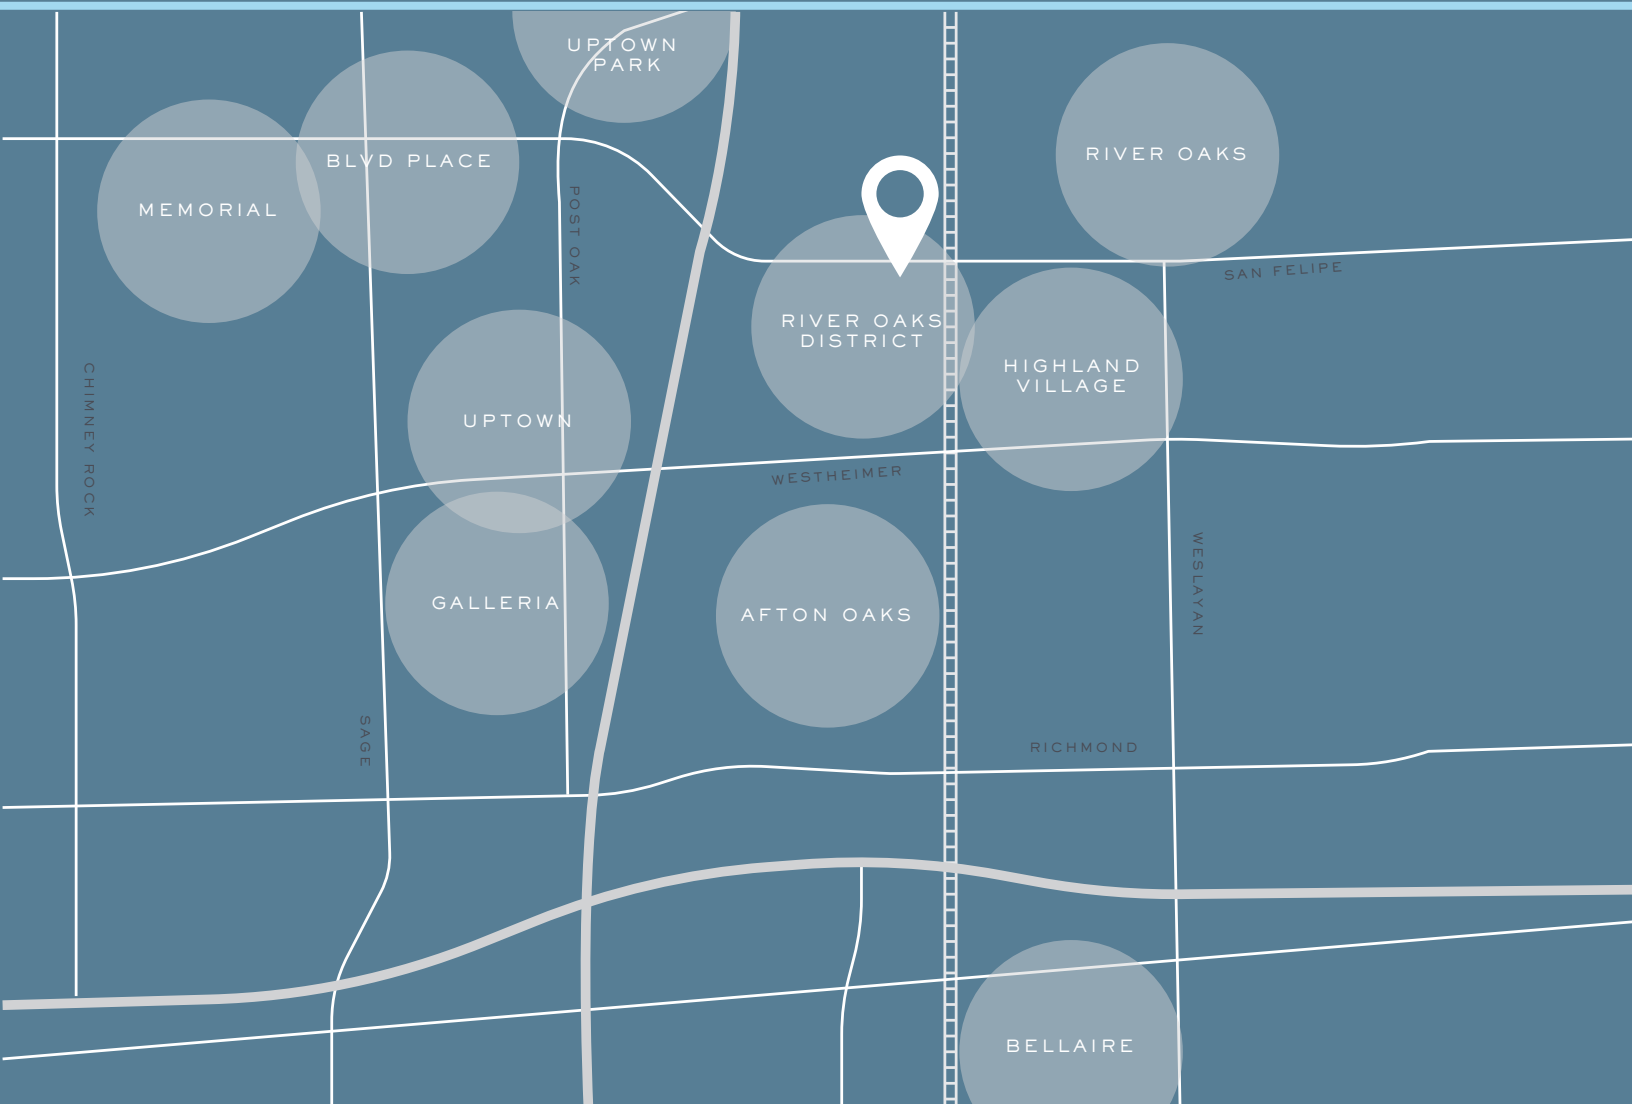 UPTOWN
PARK
BLVD PLACE
RIVER OAKS
MEMORIAL
POST OAK
SAN FELIPE
RIVER OAKS
DISTRICT
HIGHLAND
VILLAGE
CHIMNEY ROCK
UPTOWN
WESTHEIMER
GALLERIA
AFTON OAKS
WESLAYAN
SAGE
RICHMOND
BELLAIRE